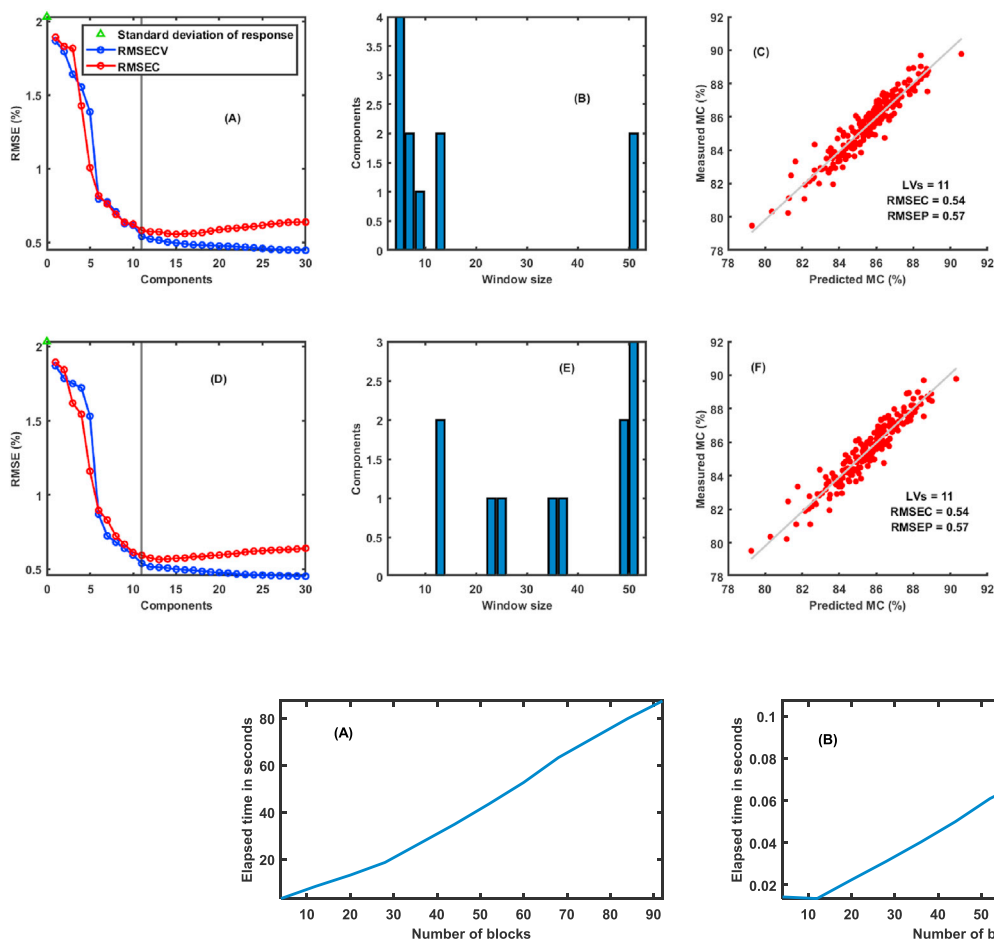 Standard deviation of response
RMSECV
RMSEC
(A)
RMSE (%)
2
1.5
1
0.5
0 5 10 15 20 25 30
Components
(B)
Components
4
3.5
3
2.5
2
1.5
1
0.5
0
10 20 30 40 50
Window size
(C)
Measured MC (%)
92
90
88
86
84
82
80
78
LVs = 11
RMSEC = 0.54
RMSEP = 0.57
78 80 82 84 86 88 90 92
Predicted MC (%)
(D)
RMSE (%)
2
1.5
1
0.5
0 5 10 15 20 25 30
Components
(E)
Components
3
2.5
2
1.5
1
0.5
0
10 20 30 40 50
Window size
(F)
Measured MC (%)
92
90
88
86
84
82
80
78
LVs = 11
RMSEC = 0.54
RMSEP = 0.57
78 80 82 84 86 88 90 92
Predicted MC (%)
(A)
Elapsed time in seconds
80
60
40
20
10 20 30 40 50 60 70 80 90
Number of blocks
(B)
Elapsed time in seconds
0.1
0.08
0.06
0.04
0.02
10 20 30 40 50
Number of b